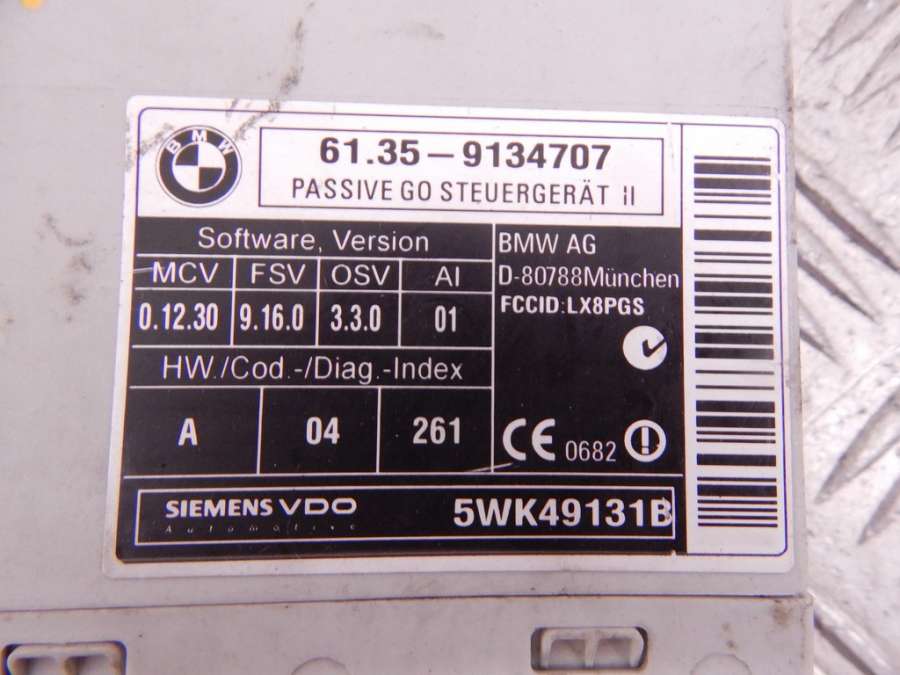 BMW
61.35–9134707
PASSIVE GO STEUERGERÄT II
Software, Version
MCV FSV OSV AI
0.12.30 9.16.0 3.3.0 01
HW./Cod.-/Diag.-Index
A 04 261
BMW AG
D-80788München
FCCID:LX8PGS
CE 0682
SIEMENS VDO
Automotive
5WK49131B